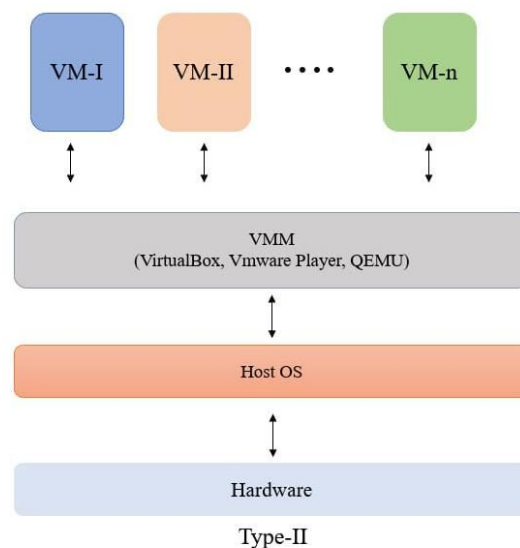 VM-I VM-II .... VM-n
VMM
(VirtualBox, Vmware Player, QEMU)
Host OS
Hardware
Type-II